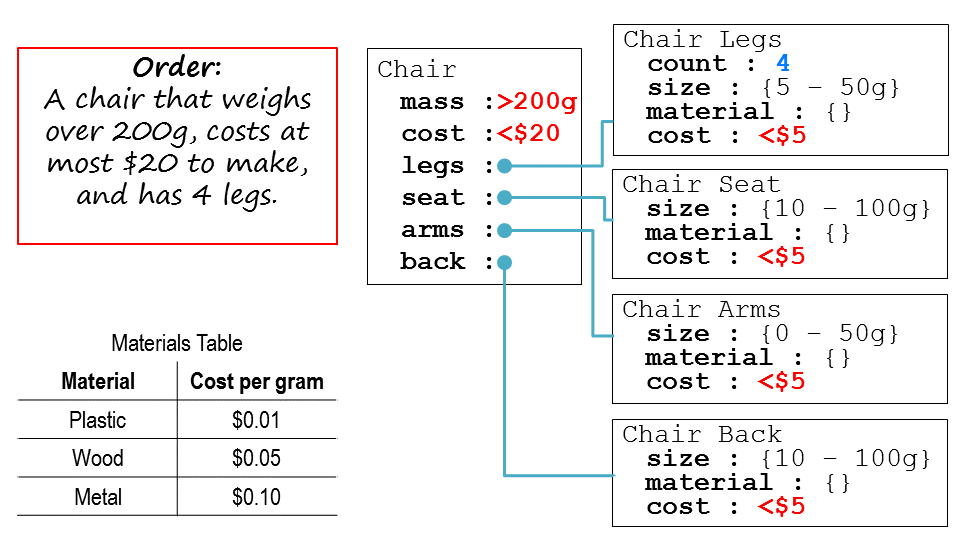 Order:
A chair that weighs
over 200g, costs at
most $20 to make,
and has 4 legs.
Materials Table
Material Cost per gram
Plastic $0.01
Wood $0.05
Metal $0.10
Chair
mass :>200g
cost :<$20
legs :
seat :
arms :
back :
Chair Legs
count : 4
size : {5 – 50g}
material : {}
cost : <$5
Chair Seat
size : {10 – 100g}
material : {}
cost : <$5
Chair Arms
size : {0 – 50g}
material : {}
cost : <$5
Chair Back
size : {10 – 100g}
material : {}
cost : <$5